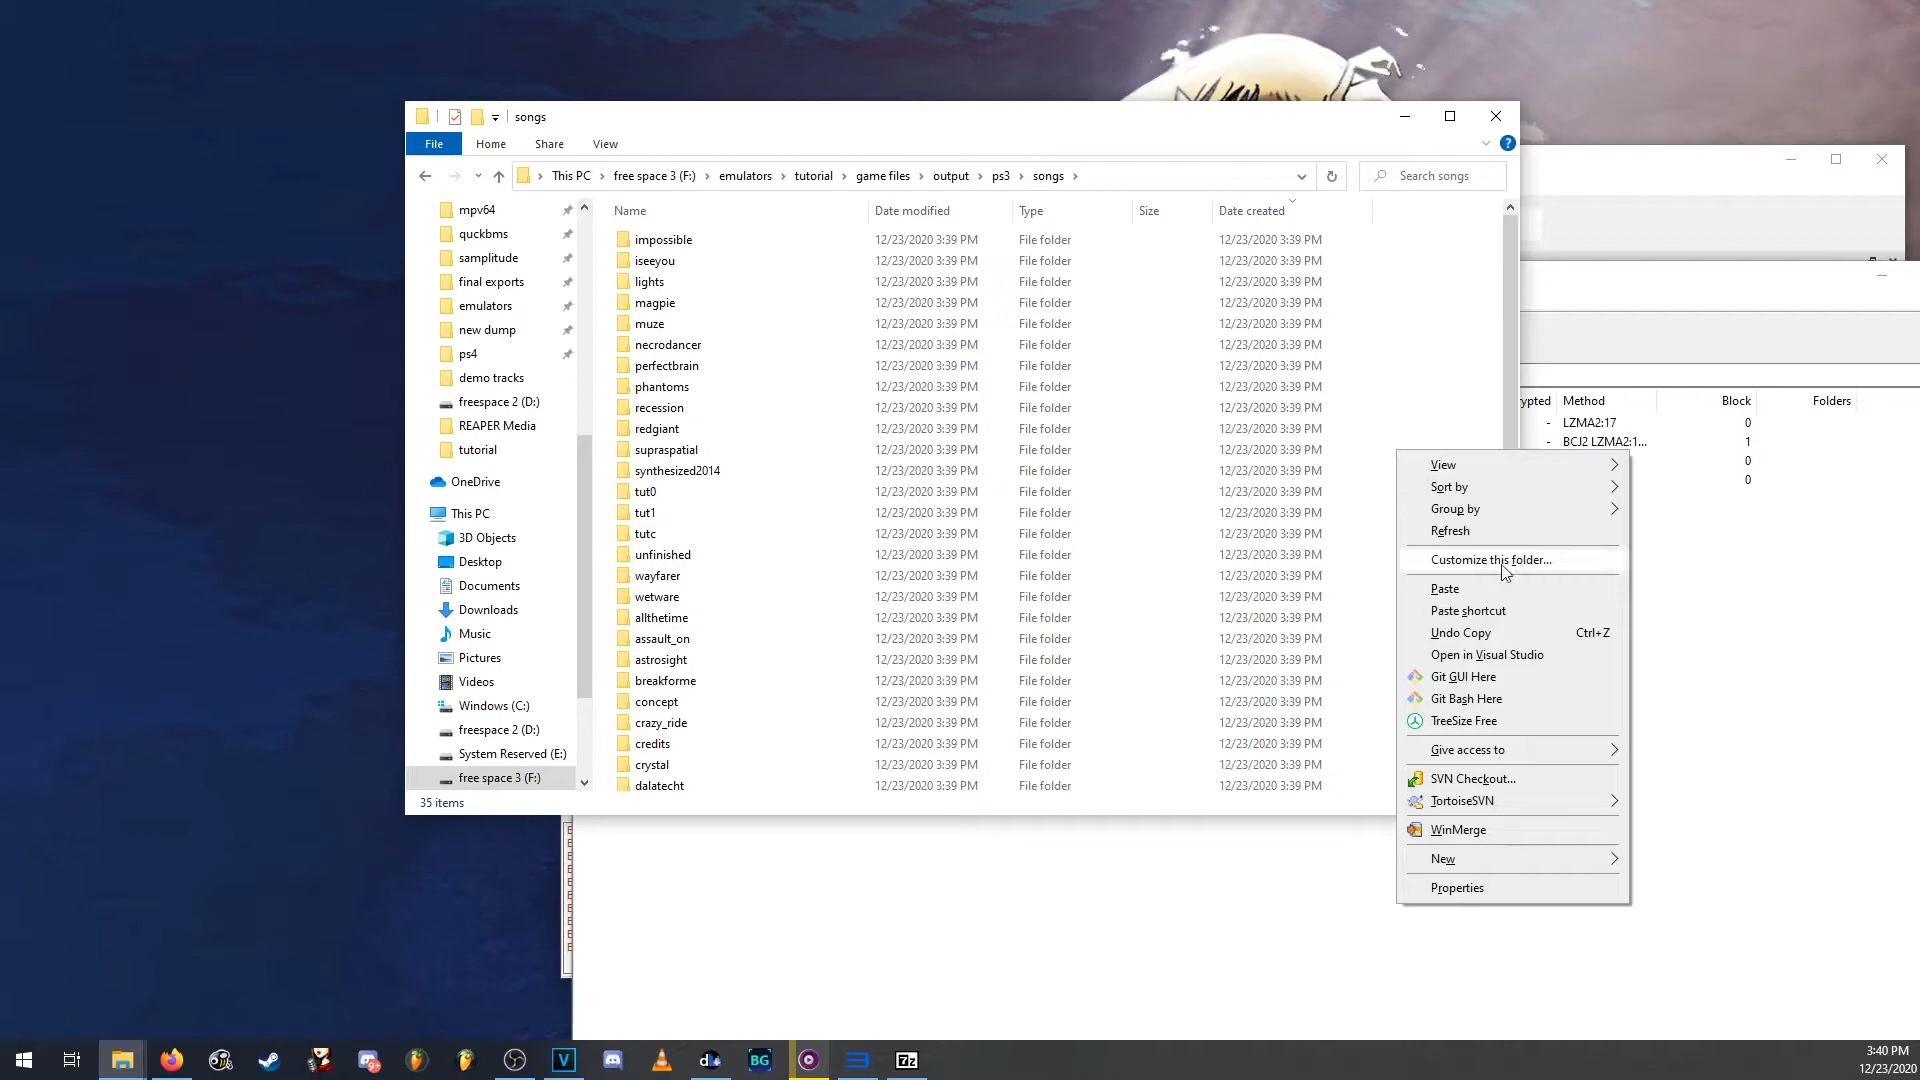 songs
File Home Share View
This PC free space 3 (F:) emulators tutorial game files output ps3 songs
Search songs
Name Date modified Type Size Date created
mpv64
quckbms
samplitude
final exports
emulators
new dump
ps4
demo tracks
freespace 2 (D:)
REAPER Media
tutorial
OneDrive
This PC
3D Objects
Desktop
Documents
Downloads
Music
Pictures
Videos
Windows (C:)
freespace 2 (D:)
System Reserved (E:)
free space 3 (F:)
impossible 12/23/2020 3:39 PM File folder 12/23/2020 3:39 PM
iseeyou 12/23/2020 3:39 PM File folder 12/23/2020 3:39 PM
lights 12/23/2020 3:39 PM File folder 12/23/2020 3:39 PM
magpie 12/23/2020 3:39 PM File folder 12/23/2020 3:39 PM
muze 12/23/2020 3:39 PM File folder 12/23/2020 3:39 PM
necrodancer 12/23/2020 3:39 PM File folder 12/23/2020 3:39 PM
perfectbrain 12/23/2020 3:39 PM File folder 12/23/2020 3:39 PM
phantoms 12/23/2020 3:39 PM File folder 12/23/2020 3:39 PM
recession 12/23/2020 3:39 PM File folder 12/23/2020 3:39 PM
redgiant 12/23/2020 3:39 PM File folder 12/23/2020 3:39 PM
supraspatial 12/23/2020 3:39 PM File folder 12/23/2020 3:39 PM
synthesized2014 12/23/2020 3:39 PM File folder 12/23/2020 3:39 PM
tut0 12/23/2020 3:39 PM File folder 12/23/2020 3:39 PM
tut1 12/23/2020 3:39 PM File folder 12/23/2020 3:39 PM
tutc 12/23/2020 3:39 PM File folder 12/23/2020 3:39 PM
unfinished 12/23/2020 3:39 PM File folder 12/23/2020 3:39 PM
wayfarer 12/23/2020 3:39 PM File folder 12/23/2020 3:39 PM
wetware 12/23/2020 3:39 PM File folder 12/23/2020 3:39 PM
allthetime 12/23/2020 3:39 PM File folder 12/23/2020 3:39 PM
assault_on 12/23/2020 3:39 PM File folder 12/23/2020 3:39 PM
astrosight 12/23/2020 3:39 PM File folder 12/23/2020 3:39 PM
breakforme 12/23/2020 3:39 PM File folder 12/23/2020 3:39 PM
concept 12/23/2020 3:39 PM File folder 12/23/2020 3:39 PM
crazy_ride 12/23/2020 3:39 PM File folder 12/23/2020 3:39 PM
credits 12/23/2020 3:39 PM File folder 12/23/2020 3:39 PM
crystal 12/23/2020 3:39 PM File folder 12/23/2020 3:39 PM
dalatecht 12/23/2020 3:39 PM File folder 12/23/2020 3:39 PM
35 items
ypted Method Block Folders
- LZMA2:17 0
- BCJ2 LZMA2:1... 1
0
0
View
Sort by
Group by
Refresh
Customize this folder...
Paste
Paste shortcut
Undo Copy Ctrl+Z
Open in Visual Studio
Git GUI Here
Git Bash Here
TreeSize Free
Give access to
SVN Checkout...
TortoiseSVN
WinMerge
New
Properties
9+
V
BG
7z
3:40 PM
12/23/2020